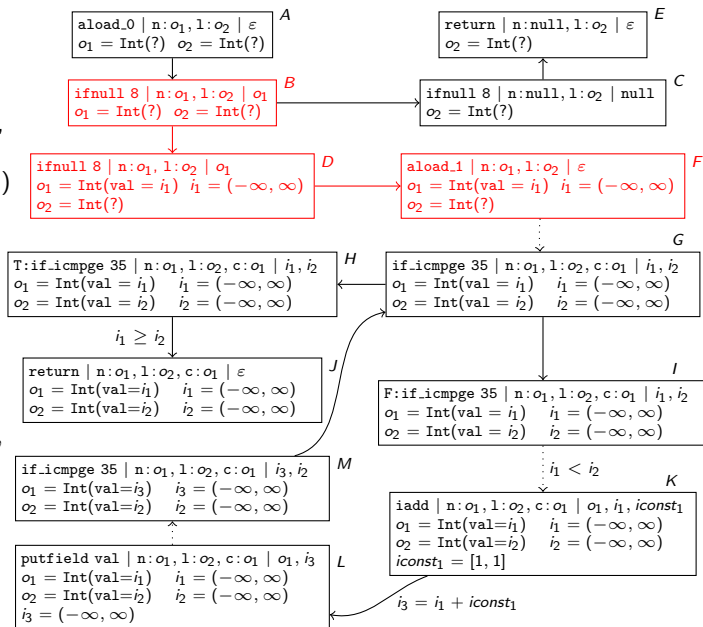 A
aload_0 | n:o₁, l:o₂ | ε
o₁ = Int(?) o₂ = Int(?)
E
return | n:null, l:o₂ | ε
o₂ = Int(?)
B
ifnull 8 | n:o₁, l:o₂ | o₁
o₁ = Int(?) o₂ = Int(?)
C
ifnull 8 | n:null, l:o₂ | null
o₂ = Int(?)
D
ifnull 8 | n:o₁, l:o₂ | o₁
o₁ = Int(val = i₁) i₁ = (−∞, ∞)
o₂ = Int(?)
)
F
aload_1 | n:o₁, l:o₂ | ε
o₁ = Int(val = i₁) i₁ = (−∞, ∞)
o₂ = Int(?)
H
T:if_icmpge 35 | n:o₁, l:o₂, c:o₁ | i₁, i₂
o₁ = Int(val = i₁) i₁ = (−∞, ∞)
o₂ = Int(val = i₂) i₂ = (−∞, ∞)
G
if_icmpge 35 | n:o₁, l:o₂, c:o₁ | i₁, i₂
o₁ = Int(val = i₁) i₁ = (−∞, ∞)
o₂ = Int(val = i₂) i₂ = (−∞, ∞)
i₁ ≥ i₂
J
return | n:o₁, l:o₂, c:o₁ | ε
o₁ = Int(val=i₁) i₁ = (−∞, ∞)
o₂ = Int(val=i₂) i₂ = (−∞, ∞)
I
F:if_icmpge 35 | n:o₁, l:o₂, c:o₁ | i₁, i₂
o₁ = Int(val = i₁) i₁ = (−∞, ∞)
o₂ = Int(val = i₂) i₂ = (−∞, ∞)
i₁ < i₂
M
if_icmpge 35 | n:o₁, l:o₂, c:o₁ | i₃, i₂
o₁ = Int(val=i₃) i₃ = (−∞, ∞)
o₂ = Int(val=i₂) i₂ = (−∞, ∞)
K
iadd | n:o₁, l:o₂, c:o₁ | o₁, i₁, iconst₁
o₁ = Int(val=i₁) i₁ = (−∞, ∞)
o₂ = Int(val=i₂) i₂ = (−∞, ∞)
iconst₁ = [1, 1]
L
putfield val | n:o₁, l:o₂, c:o₁ | o₁, i₃
o₁ = Int(val=i₁) i₁ = (−∞, ∞)
o₂ = Int(val=i₂) i₂ = (−∞, ∞)
i₃ = (−∞, ∞)
i₃ = i₁ + iconst₁